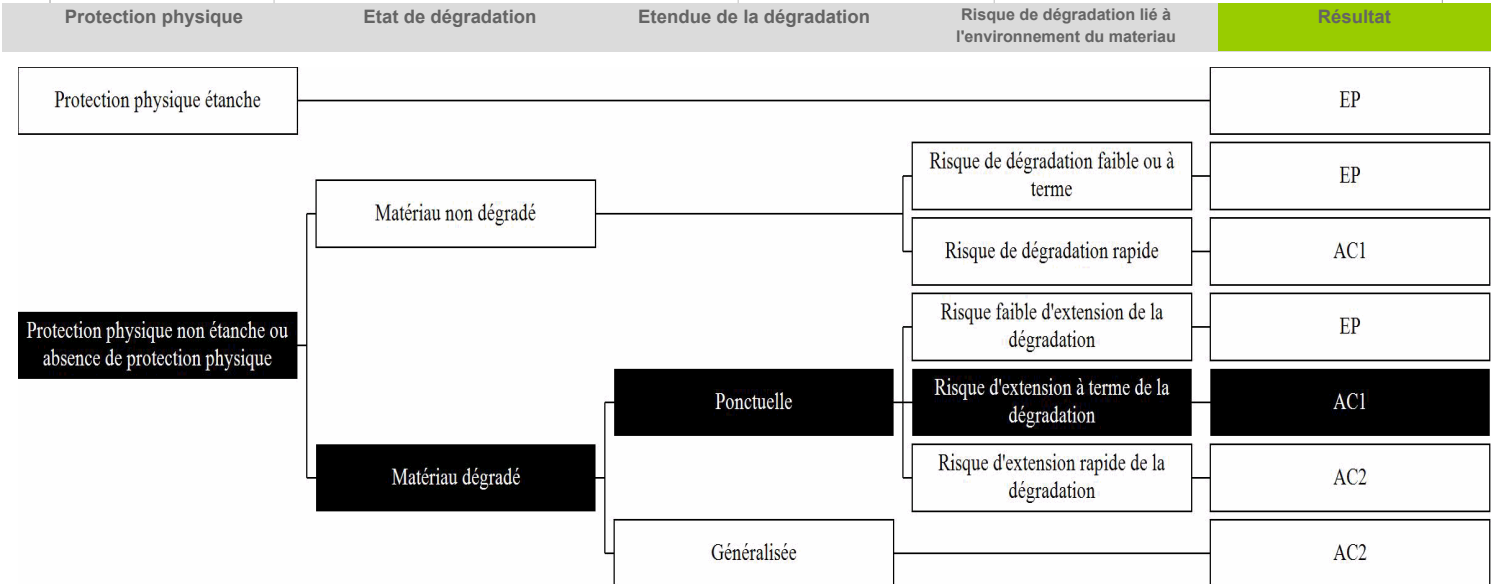 Protection physique
Etat de dégradation
Etendue de la dégradation
Risque de dégradation lié à
l'environnement du materiau
Résultat
Protection physique étanche
EP
Risque de dégradation faible ou à
terme
EP
Matériau non dégradé
Risque de dégradation rapide
AC1
Protection physique non étanche ou
absence de protection physique
Risque faible d'extension de la
dégradation
EP
Ponctuelle
Risque d'extension à terme de la
dégradation
AC1
Matériau dégradé
Risque d'extension rapide de la
dégradation
AC2
Généralisée
AC2